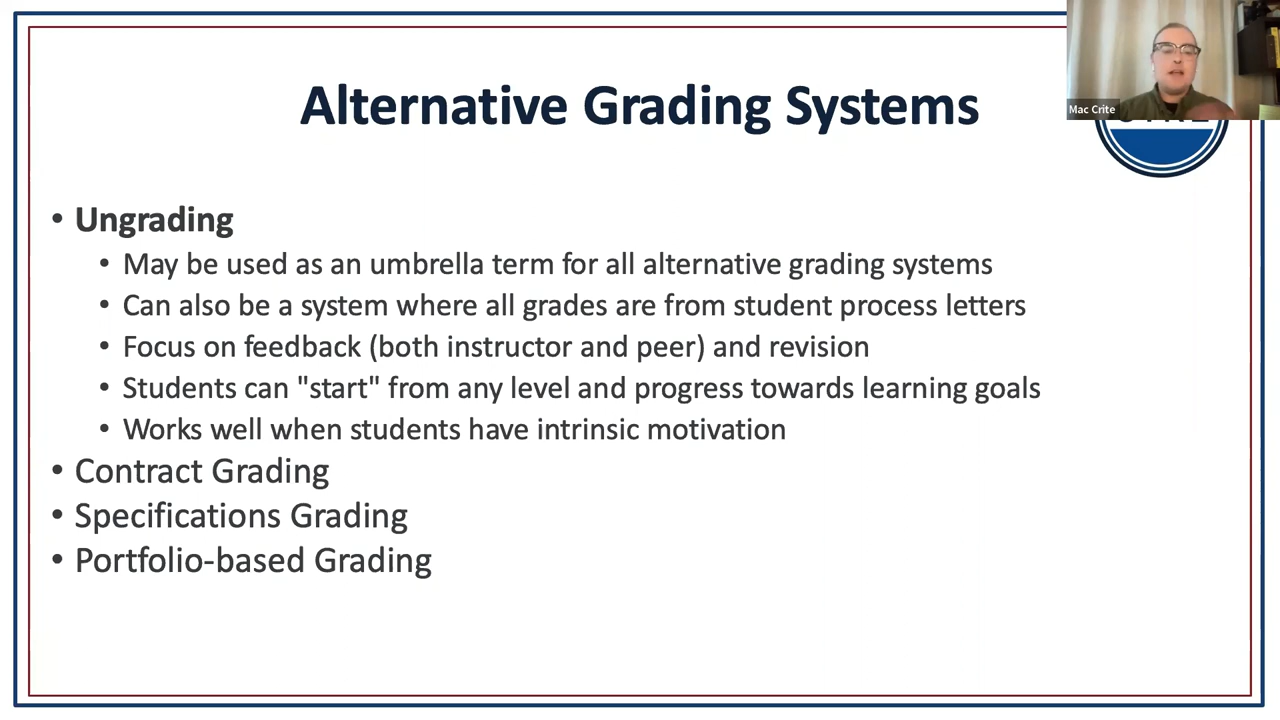 Alternative Grading Systems
Mac Crite
• Ungrading
• May be used as an umbrella term for all alternative grading systems
• Can also be a system where all grades are from student process letters
• Focus on feedback (both instructor and peer) and revision
• Students can "start" from any level and progress towards learning goals
• Works well when students have intrinsic motivation
• Contract Grading
• Specifications Grading
• Portfolio-based Grading